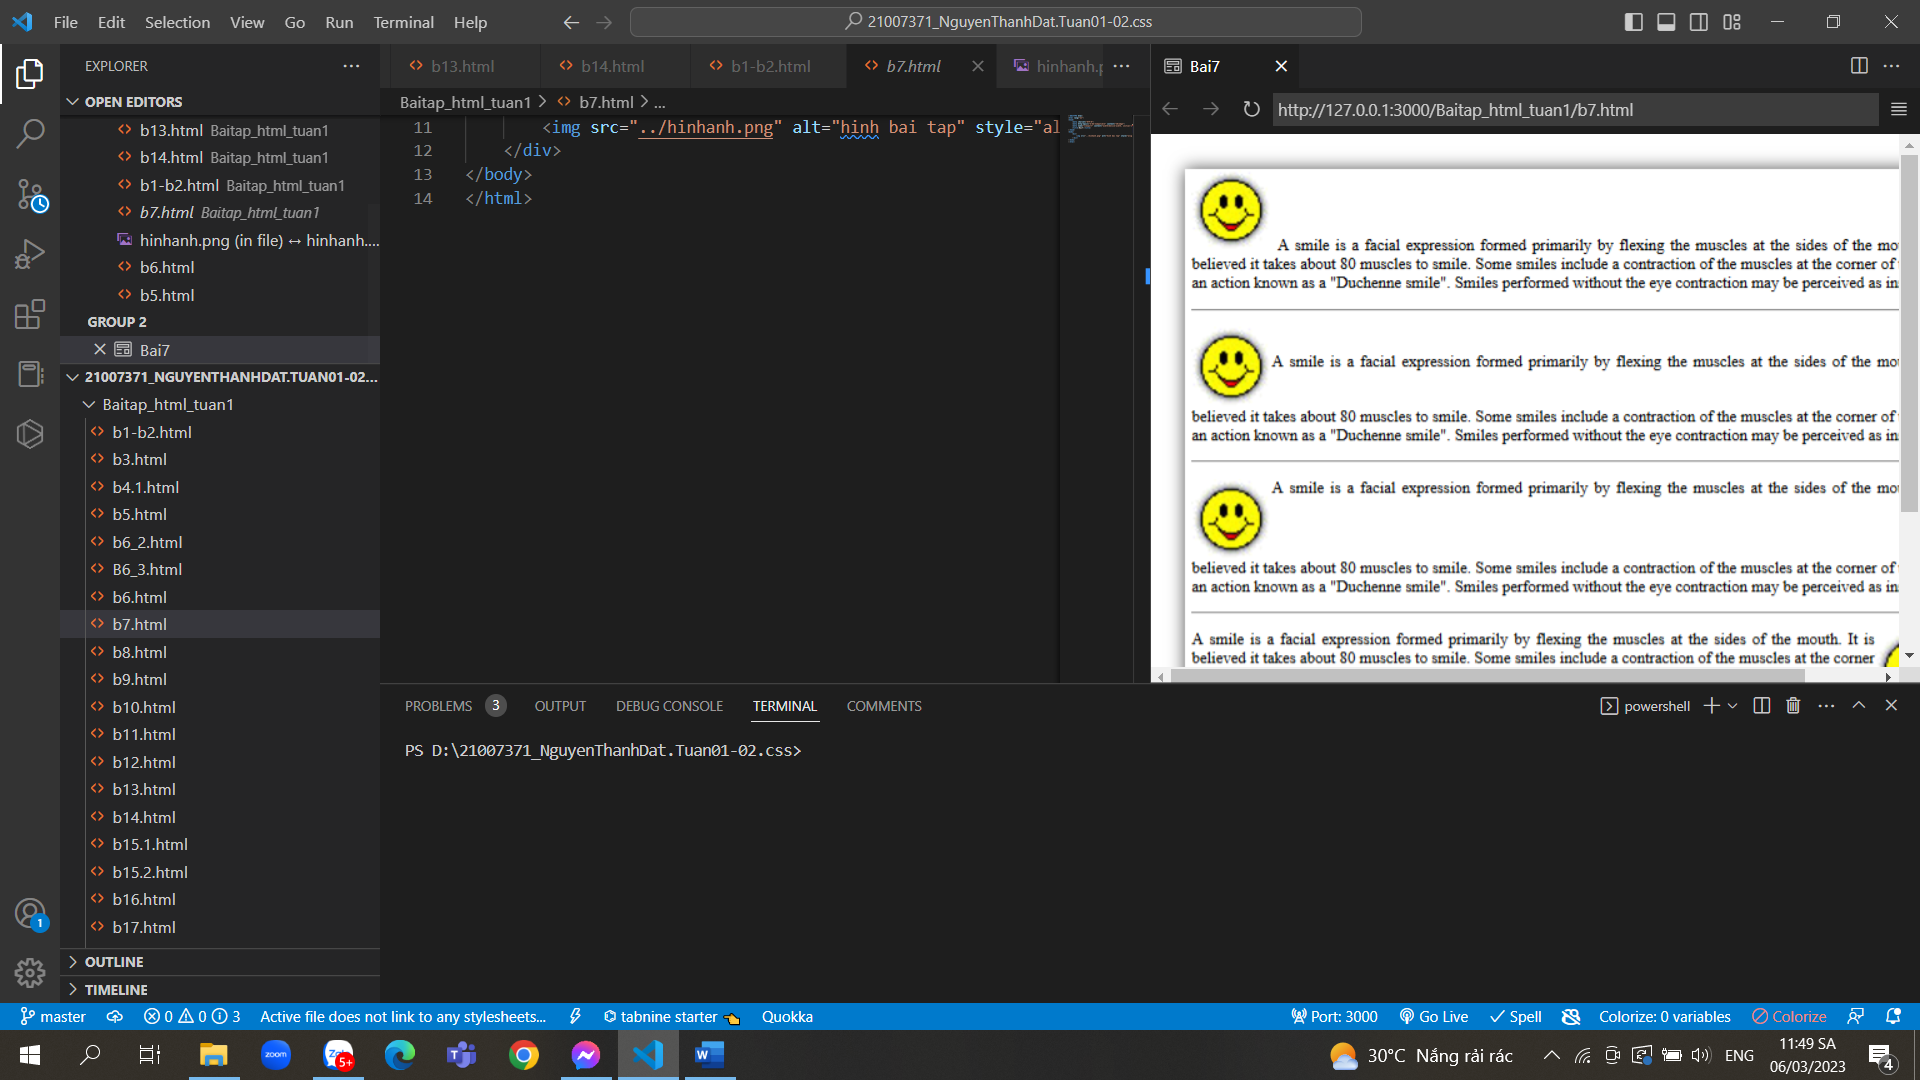 File Edit Selection View Go Run Terminal Help
21007371_NguyenThanhDat.Tuan01-02.css
EXPLORER
OPEN EDITORS
b13.html Baitap_html_tuan1
b14.html Baitap_html_tuan1
b1-b2.html Baitap_html_tuan1
b7.html Baitap_html_tuan1
hinhanh.png (in file) ↔ hinhanh....
b6.html
b5.html
GROUP 2
Bai7
21007371_NGUYENTHANHDAT.TUAN01-02...
Baitap_html_tuan1
b1-b2.html
b3.html
b4.1.html
b5.html
b6_2.html
B6_3.html
b6.html
b7.html
b8.html
b9.html
b10.html
b11.html
b12.html
b13.html
b14.html
b15.1.html
b15.2.html
b16.html
b17.html
OUTLINE
TIMELINE
b13.html b14.html b1-b2.html b7.html hinhanh.p
Baitap_html_tuan1 > b7.html > ...
11 <img src="../hinhanh.png" alt="hinh bai tap" style="al
12 </div>
13 </body>
14 </html>
Bai7
http://127.0.0.1:3000/Baitap_html_tuan1/b7.html
A smile is a facial expression formed primarily by flexing the muscles at the sides of the mou
believed it takes about 80 muscles to smile. Some smiles include a contraction of the muscles at the corner of
an action known as a "Duchenne smile". Smiles performed without the eye contraction may be perceived as in
A smile is a facial expression formed primarily by flexing the muscles at the sides of the mou
believed it takes about 80 muscles to smile. Some smiles include a contraction of the muscles at the corner of
an action known as a "Duchenne smile". Smiles performed without the eye contraction may be perceived as in
A smile is a facial expression formed primarily by flexing the muscles at the sides of the mou
believed it takes about 80 muscles to smile. Some smiles include a contraction of the muscles at the corner of
an action known as a "Duchenne smile". Smiles performed without the eye contraction may be perceived as in
A smile is a facial expression formed primarily by flexing the muscles at the sides of the mouth. It is
believed it takes about 80 muscles to smile. Some smiles include a contraction of the muscles at the corner
PROBLEMS 3 OUTPUT DEBUG CONSOLE TERMINAL COMMENTS
powershell
PS D:\21007371_NguyenThanhDat.Tuan01-02.css>
1
master 0 0 3 Active file does not link to any stylesheets... tabnine starter Quokka
Port: 3000 Go Live Spell Colorize: 0 variables Colorize
zoom Zalo 5+
30°C Nắng rải rác ENG
11:49 SA
06/03/2023
4